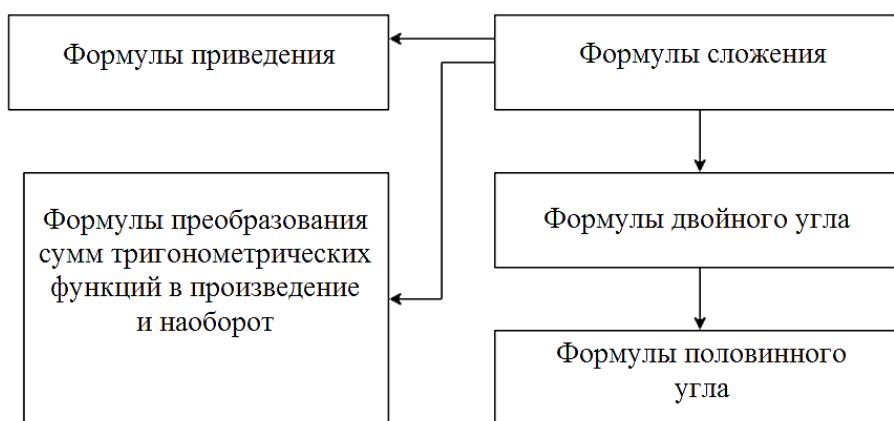 Формулы приведения
Формулы сложения
Формулы преобразования
сумм тригонометрических
функций в произведение
и наоборот
Формулы двойного угла
Формулы половинного
угла